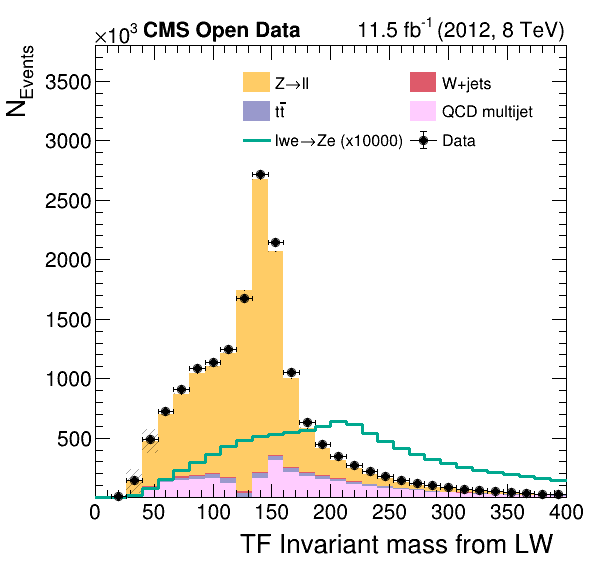 ×10³ CMS Open Data 11.5 fb⁻¹ (2012, 8 TeV)
N_Events
3500
3000
2500
2000
1500
1000
500
Z→ll W+jets
tt̄ QCD multijet
lwe→Ze (x10000) Data
0 50 100 150 200 250 300 350 400
TF Invariant mass from LW